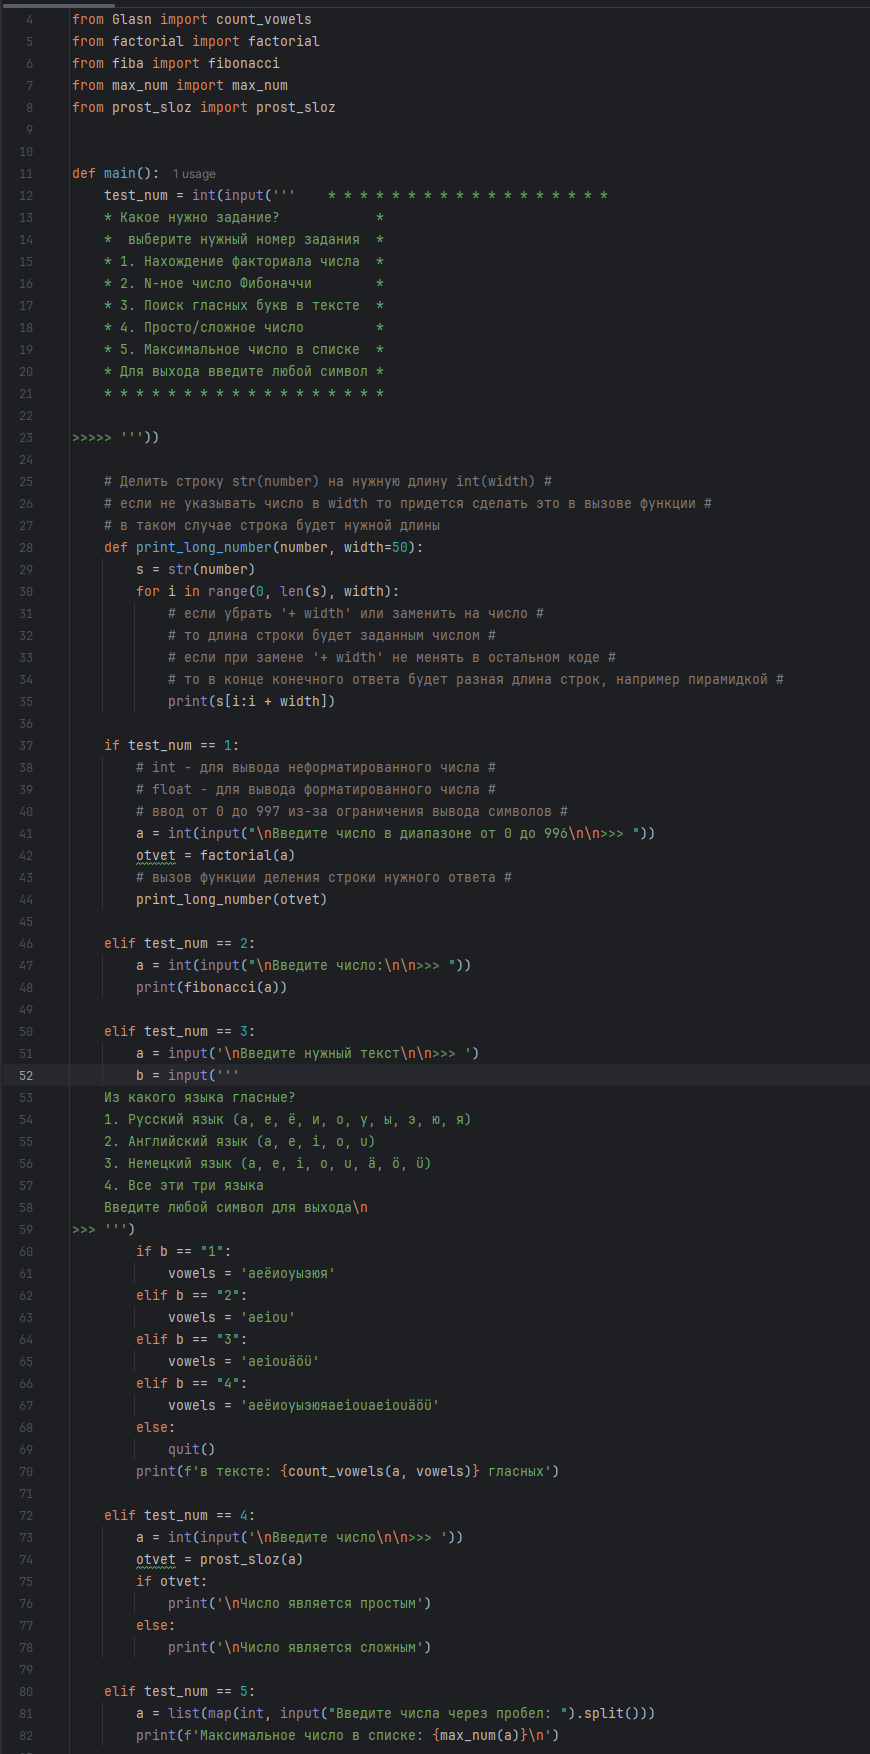 4 from Glasn import count_vowels
5 from factorial import factorial
6 from fiba import fibonacci
7 from max_num import max_num
8 from prost_sloz import prost_sloz
9
10
11 def main(): 1 usage
12     test_num = int(input('''    * * * * * * * * * * * * * * * * * *
13     * Какое нужно задание?            *
14     *  выберите нужный номер задания  *
15     * 1. Нахождение факториала числа  *
16     * 2. N-ное число Фибоначчи        *
17     * 3. Поиск гласных букв в тексте  *
18     * 4. Просто/сложное число         *
19     * 5. Максимальное число в списке  *
20     * Для выхода введите любой символ *
21     * * * * * * * * * * * * * * * * * *
22
23 >>>>> '''))
24
25     # Делить строку str(number) на нужную длину int(width) #
26     # если не указывать число в width то придется сделать это в вызове функции #
27     # в таком случае строка будет нужной длины
28     def print_long_number(number, width=50):
29         s = str(number)
30         for i in range(0, len(s), width):
31             # если убрать '+ width' или заменить на число #
32             # то длина строки будет заданным числом #
33             # если при замене '+ width' не менять в остальном коде #
34             # то в конце конечного ответа будет разная длина строк, например пирамидкой #
35             print(s[i:i + width])
36
37     if test_num == 1:
38         # int - для вывода неформатированного числа #
39         # float - для вывода форматированного числа #
40         # ввод от 0 до 997 из-за ограничения вывода символов #
41         a = int(input("\nВведите число в диапазоне от 0 до 996\n\n>>> "))
42         otvet = factorial(a)
43         # вызов функции деления строки нужного ответа #
44         print_long_number(otvet)
45
46     elif test_num == 2:
47         a = int(input("\nВведите число:\n\n>>> "))
48         print(fibonacci(a))
49
50     elif test_num == 3:
51         a = input('\nВведите нужный текст\n\n>>> ')
52         b = input('''
53     Из какого языка гласные?
54     1. Русский язык (а, е, ё, и, о, у, ы, э, ю, я)
55     2. Английский язык (a, e, i, o, u)
56     3. Немецкий язык (a, e, i, o, u, ä, ö, ü)
57     4. Все эти три языка
58     Введите любой символ для выхода\n
59 >>> ''')
60         if b == "1":
61             vowels = 'аеёиоуыэюя'
62         elif b == "2":
63             vowels = 'aeiou'
64         elif b == "3":
65             vowels = 'aeiouäöü'
66         elif b == "4":
67             vowels = 'аеёиоуыэюяaeiouaeiouäöü'
68         else:
69             quit()
70         print(f'в тексте: {count_vowels(a, vowels)} гласных')
71
72     elif test_num == 4:
73         a = int(input('\nВведите число\n\n>>> '))
74         otvet = prost_sloz(a)
75         if otvet:
76             print('\nЧисло является простым')
77         else:
78             print('\nЧисло является сложным')
79
80     elif test_num == 5:
81         a = list(map(int, input("Введите числа через пробел: ").split()))
82         print(f'Максимальное число в списке: {max_num(a)}\n')